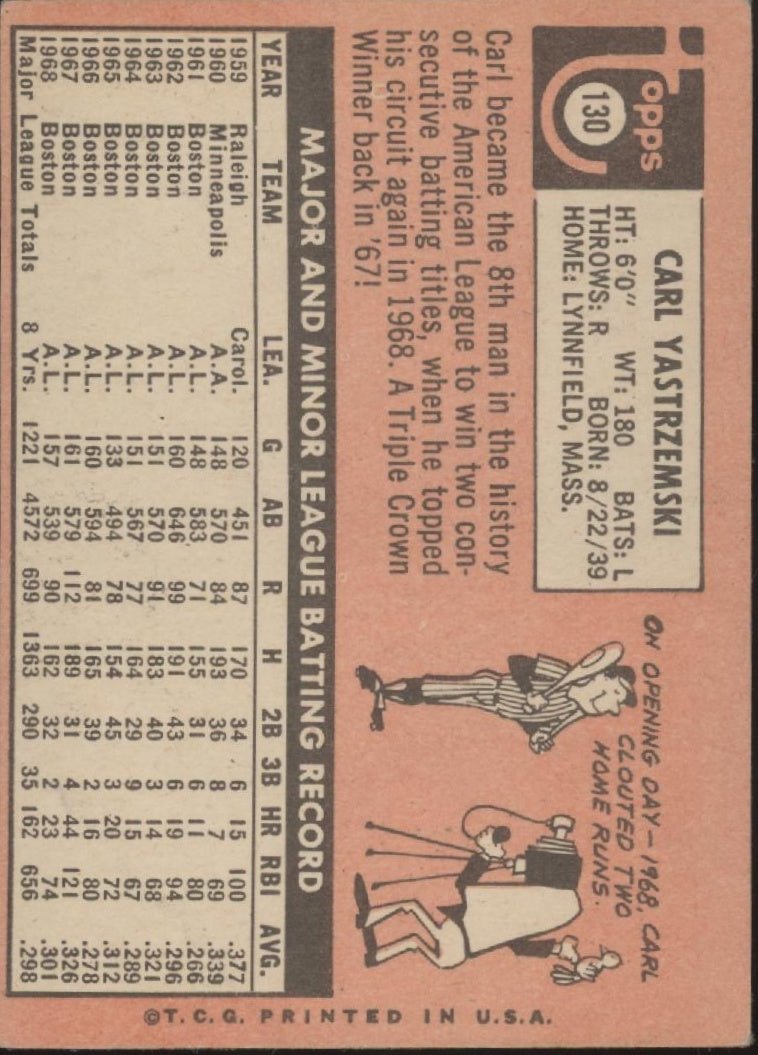 topps
130
CARL YASTRZEMSKI
HT: 6'0" WT: 180 BATS: L
THROWS: R BORN: 8/22/39
HOME: LYNNFIELD, MASS.
Carl became the 8th man in the history
of the American League to win two con-
secutive batting titles, when he topped
his circuit again in 1968. A Triple Crown
Winner back in '67!
ON OPENING DAY—1968, CARL
CLOUTED TWO
HOME RUNS.
MAJOR AND MINOR LEAGUE BATTING RECORD
YEAR TEAM LEA. G AB R H 2B 3B HR RBI AVG.
1959 Raleigh Carol. 120 451 87 170 34 6 15 100 .377
1960 Minneapolis A.A. 148 570 84 193 36 8 7 69 .339
1961 Boston A.L. 148 583 71 155 31 6 11 80 .266
1962 Boston A.L. 160 646 99 191 43 6 19 94 .296
1963 Boston A.L. 151 570 91 183 40 3 14 68 .321
1964 Boston A.L. 151 567 77 164 29 9 15 67 .289
1965 Boston A.L. 133 494 78 154 45 3 20 72 .312
1966 Boston A.L. 160 594 81 165 39 2 16 80 .278
1967 Boston A.L. 161 579 112 189 31 4 44 121 .326
1968 Boston A.L. 157 539 90 162 32 2 23 74 .301
Major League Totals 8 Yrs. 1221 4572 699 1363 290 35 162 656 .298
©T.C.G. PRINTED IN U.S.A.